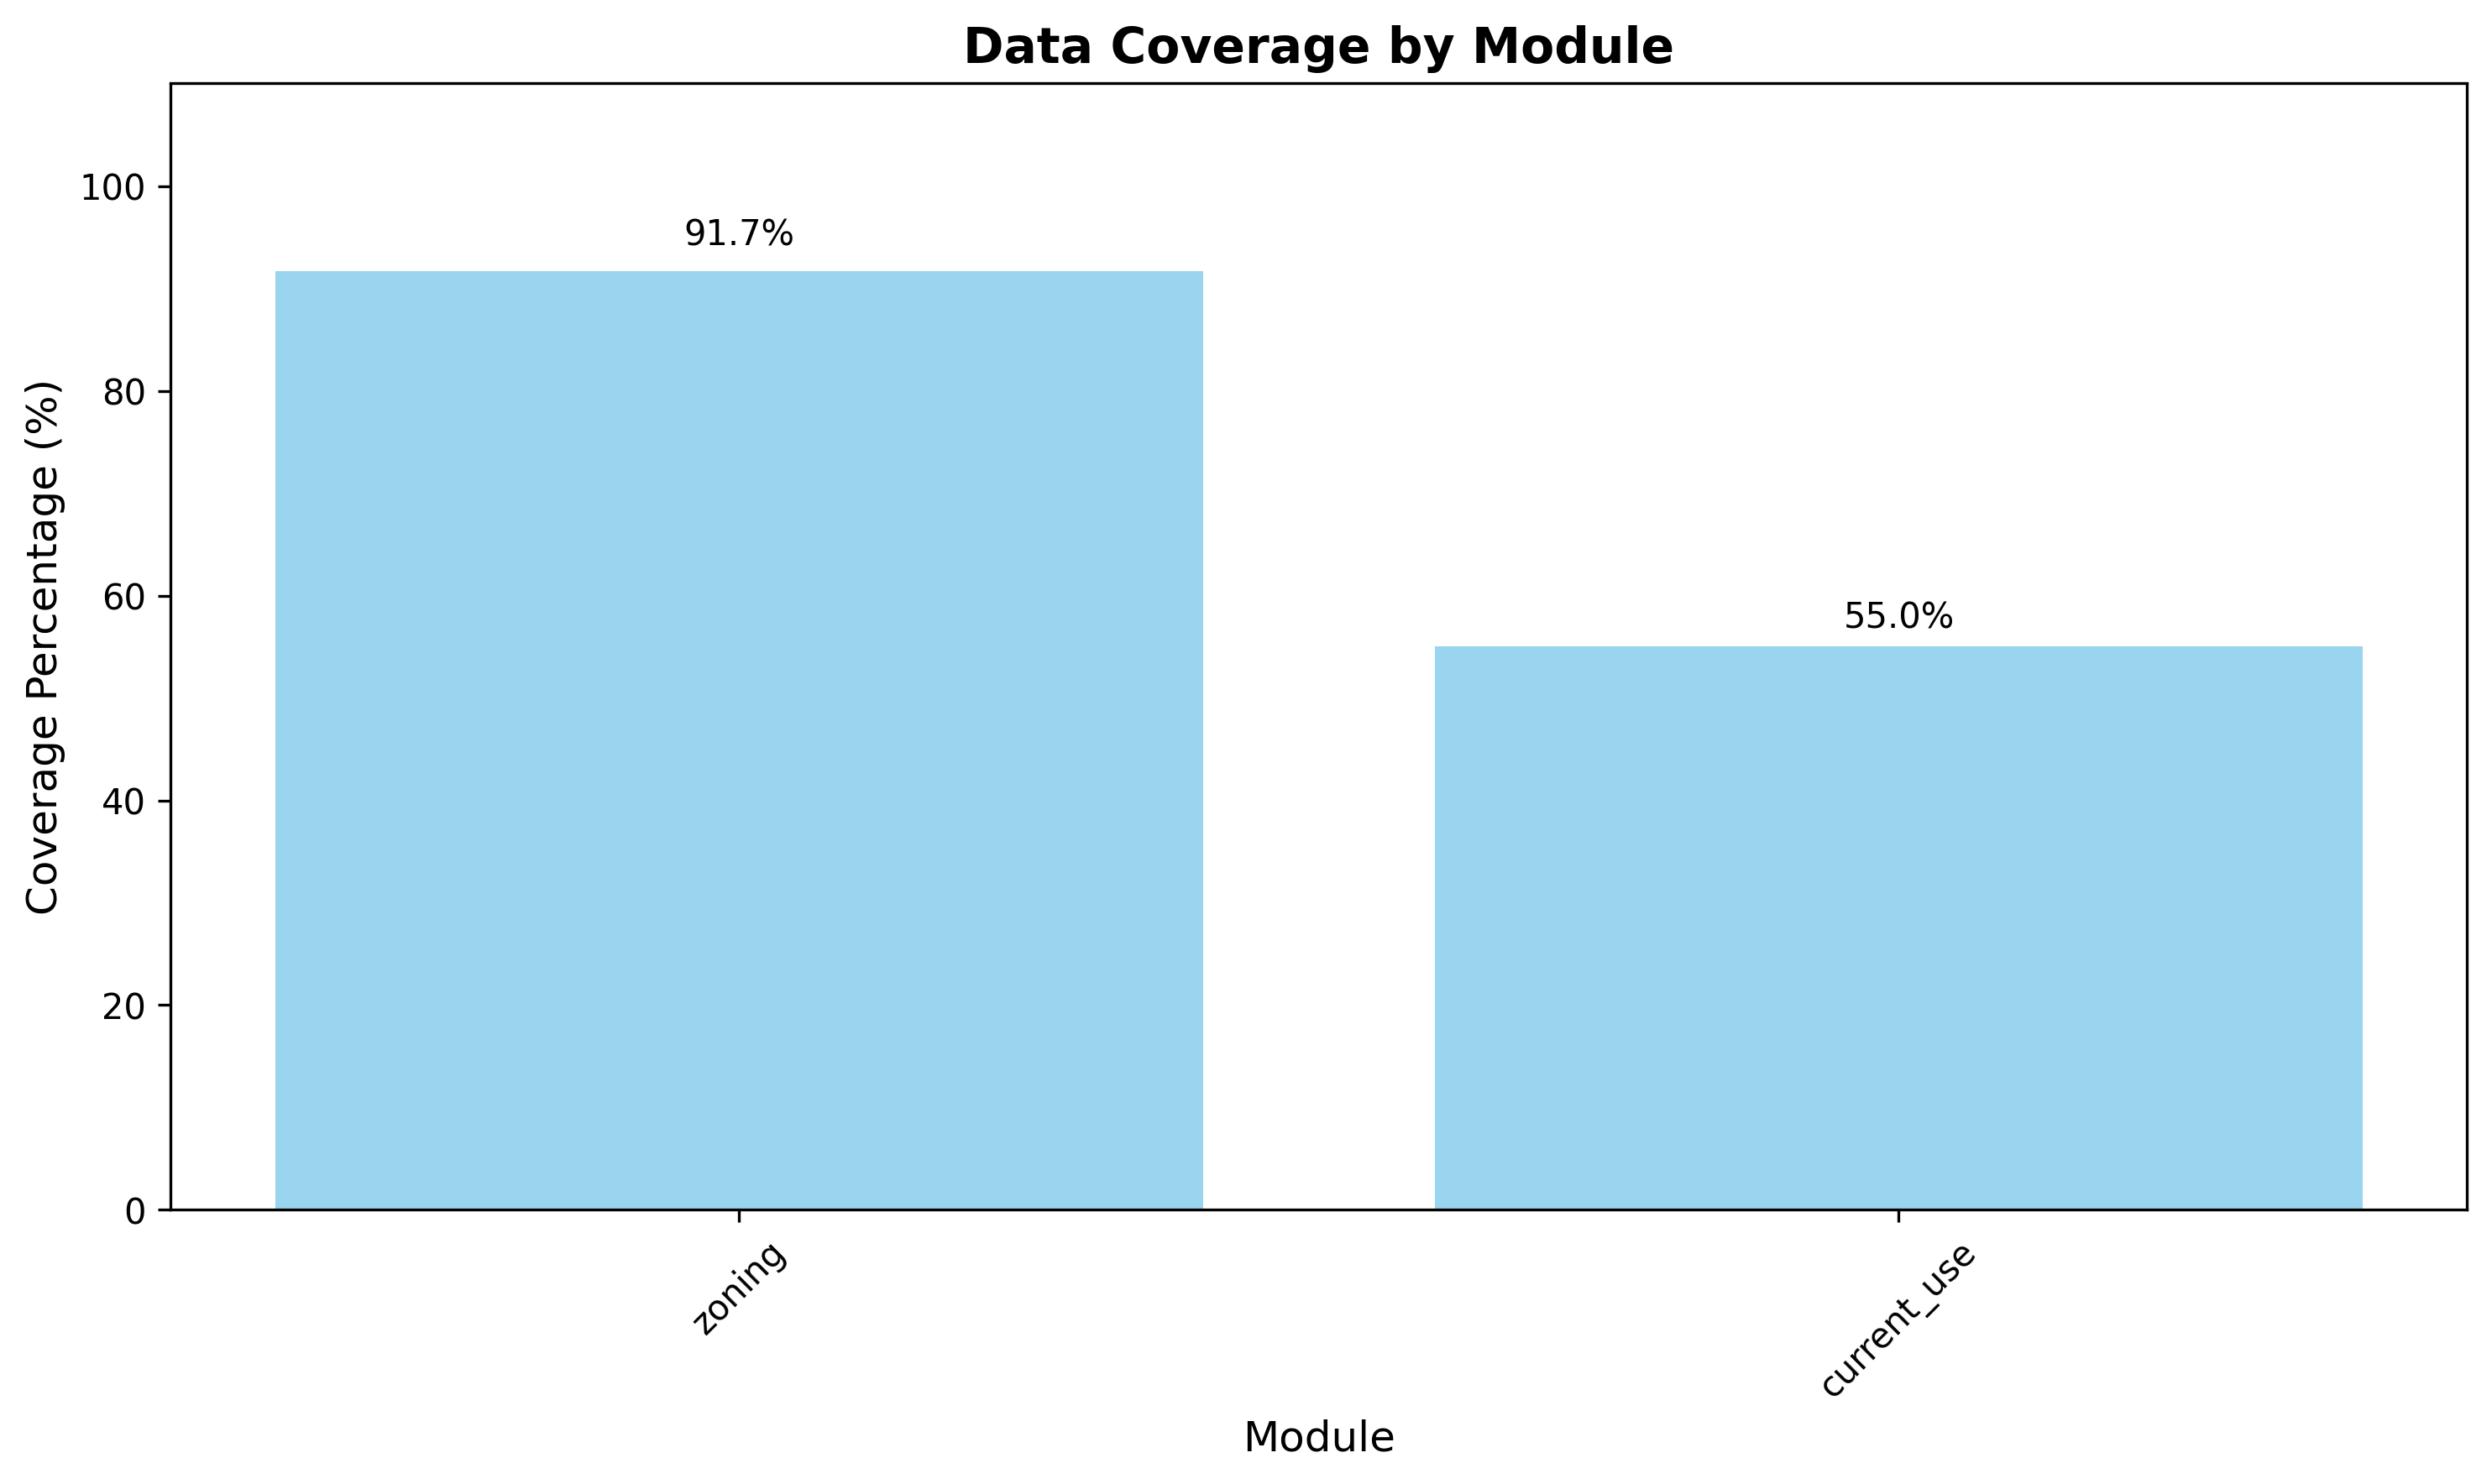 Data Coverage by Module
Coverage Percentage (%)
100
80
60
40
20
0
91.7%
55.0%
zoning
current_use
Module